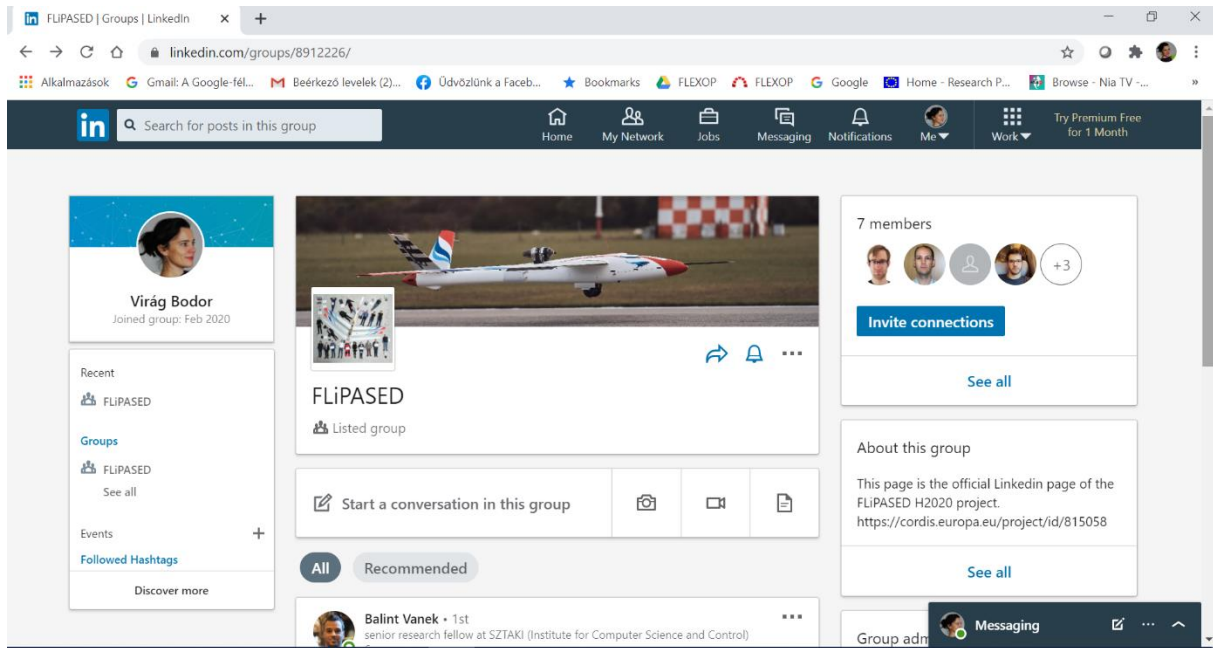 in FLiPASED | Groups | LinkedIn × +
linkedin.com/groups/8912226/
Alkalmazások G Gmail: A Google-fél... M Beérkező levelek (2)... Üdvözlünk a Faceb... Bookmarks FLEXOP FLEXOP G Google Home - Research P... Browse - Nia TV -... »
in Search for posts in this group
Home My Network Jobs Messaging Notifications Me Work
Try Premium Free
for 1 Month
Virág Bodor
Joined group: Feb 2020
Recent
FLiPASED
Groups
FLiPASED
See all
Events +
Followed Hashtags
Discover more
FLiPASED
Listed group
Start a conversation in this group
All Recommended
Balint Vanek • 1st
senior research fellow at SZTAKI (Institute for Computer Science and Control)
7 members
+3
Invite connections
See all
About this group
This page is the official Linkedin page of the
FLiPASED H2020 project.
https://cordis.europa.eu/project/id/815058
See all
Group adm
Messaging